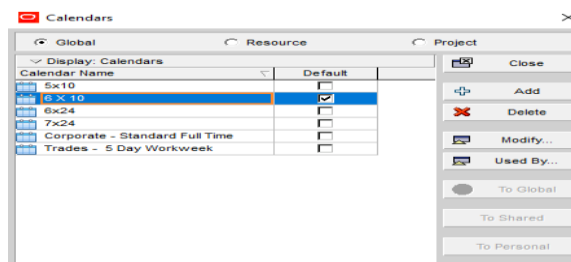 Calendars
Global Resource Project
Display: Calendars
Calendar Name Default
5x10
6 X 10
6x24
7x24
Corporate - Standard Full Time
Trades - 5 Day Workweek
Close
Add
Delete
Modify...
Used By...
To Global
To Shared
To Personal